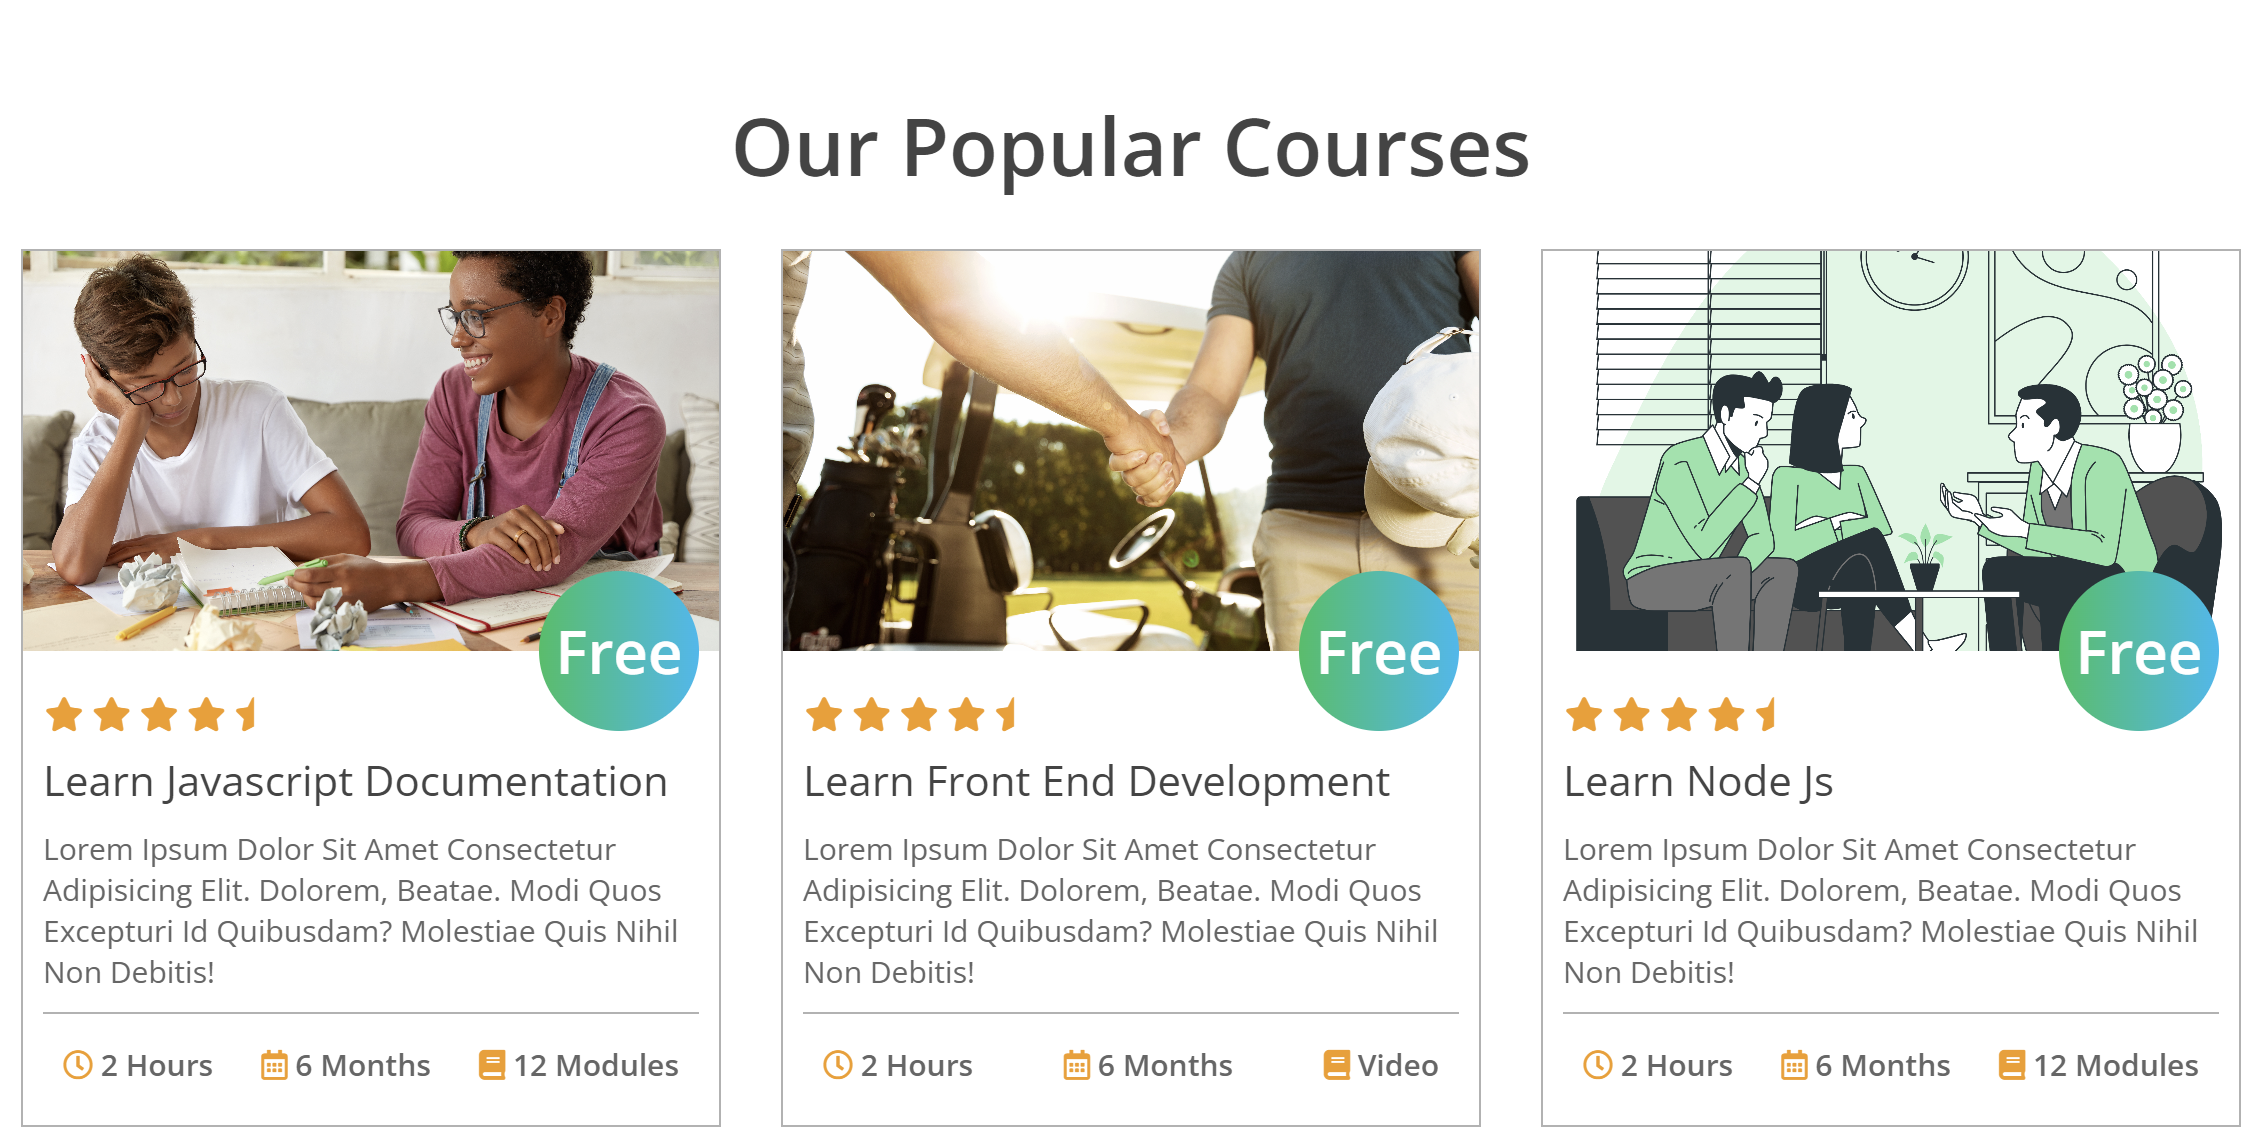 Our Popular Courses
Free
Learn Javascript Documentation
Lorem Ipsum Dolor Sit Amet Consectetur
Adipisicing Elit. Dolorem, Beatae. Modi Quos
Excepturi Id Quibusdam? Molestiae Quis Nihil
Non Debitis!
2 Hours
6 Months
12 Modules
Free
Learn Front End Development
Lorem Ipsum Dolor Sit Amet Consectetur
Adipisicing Elit. Dolorem, Beatae. Modi Quos
Excepturi Id Quibusdam? Molestiae Quis Nihil
Non Debitis!
2 Hours
6 Months
Video
Free
Learn Node Js
Lorem Ipsum Dolor Sit Amet Consectetur
Adipisicing Elit. Dolorem, Beatae. Modi Quos
Excepturi Id Quibusdam? Molestiae Quis Nihil
Non Debitis!
2 Hours
6 Months
12 Modules